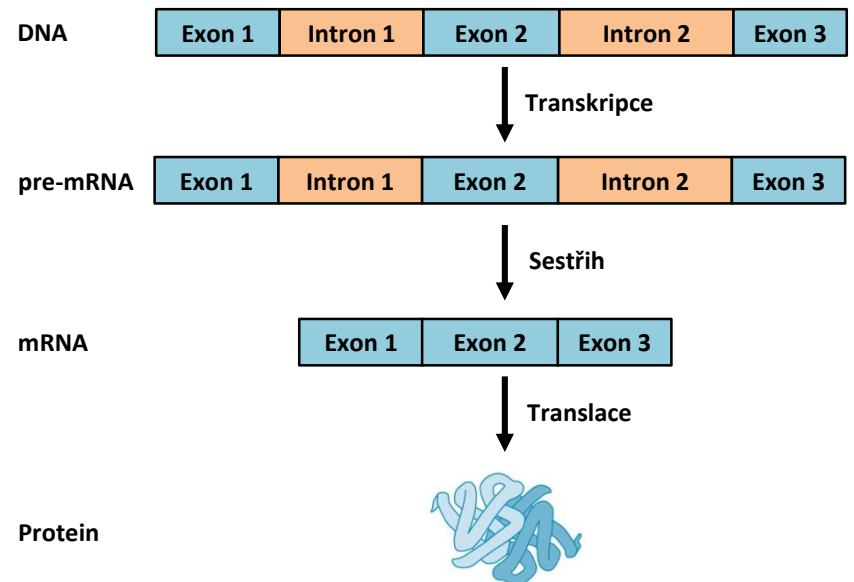 DNA Exon 1 Intron 1 Exon 2 Intron 2 Exon 3
Transkripce
pre-mRNA Exon 1 Intron 1 Exon 2 Intron 2 Exon 3
Sestřih
mRNA Exon 1 Exon 2 Exon 3
Translace
Protein